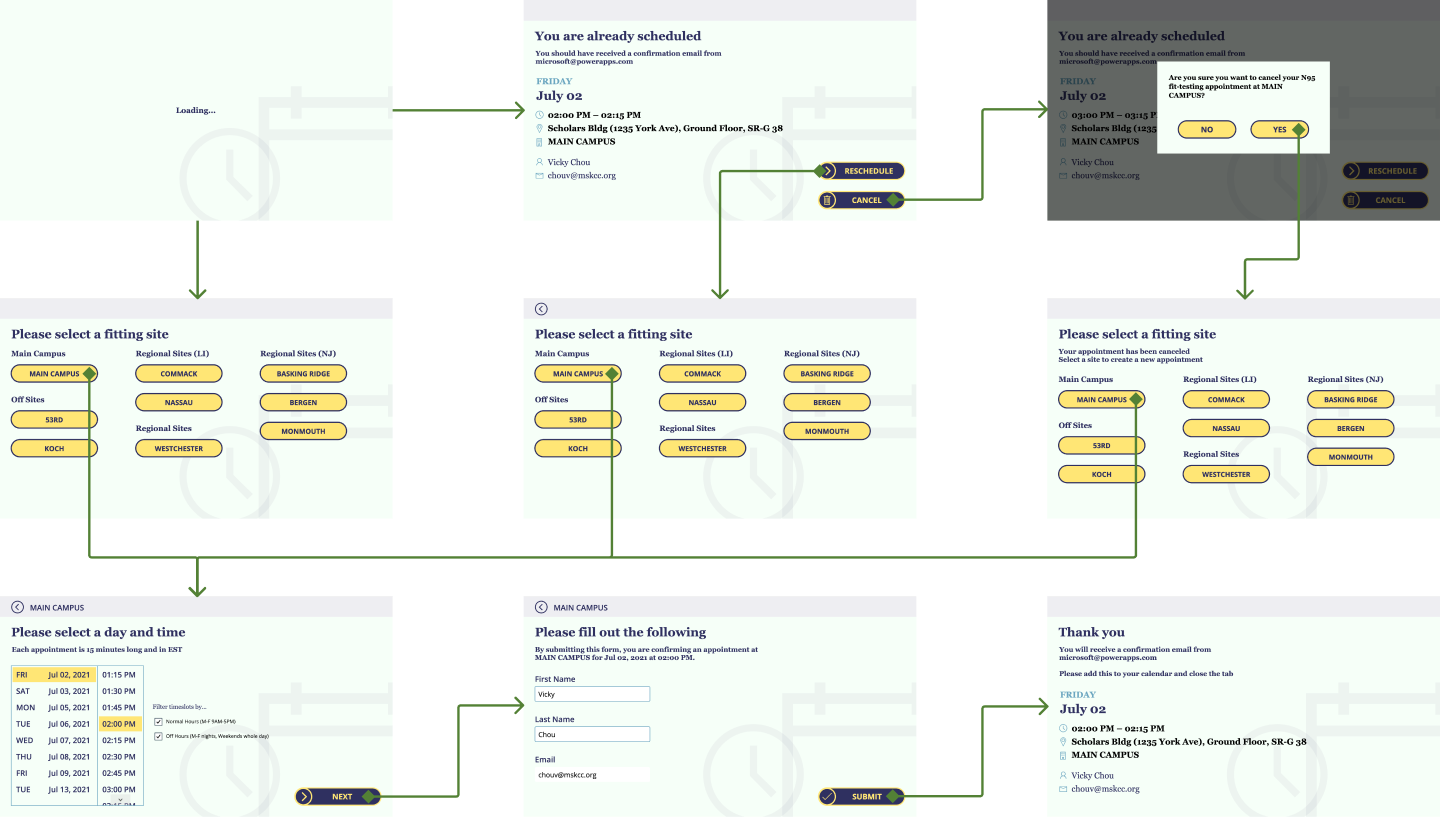 Loading...
You are already scheduled
You should have received a confirmation email from
microsoft@powerapps.com
FRIDAY
July 02
02:00 PM – 02:15 PM
Scholars Bldg (1235 York Ave), Ground Floor, SR-G 38
MAIN CAMPUS
Vicky Chou
chouv@mskcc.org
RESCHEDULE
CANCEL
You are already scheduled
You should have received a confirmation email from
microsoft@powerapps.com
FRIDAY
July 02
03:00 PM – 03:15 P
Scholars Bldg (1235
MAIN CAMPUS
Vicky Chou
chouv@mskcc.org
RESCHEDULE
CANCEL
Are you sure you want to cancel your N95
fit-testing appointment at MAIN
CAMPUS?
NO
YES
Please select a fitting site
Main Campus
MAIN CAMPUS
Off Sites
53RD
KOCH
Regional Sites (LI)
COMMACK
NASSAU
Regional Sites
WESTCHESTER
Regional Sites (NJ)
BASKING RIDGE
BERGEN
MONMOUTH
Please select a fitting site
Main Campus
MAIN CAMPUS
Off Sites
53RD
KOCH
Regional Sites (LI)
COMMACK
NASSAU
Regional Sites
WESTCHESTER
Regional Sites (NJ)
BASKING RIDGE
BERGEN
MONMOUTH
Please select a fitting site
Your appointment has been canceled
Select a site to create a new appointment
Main Campus
MAIN CAMPUS
Off Sites
53RD
KOCH
Regional Sites (LI)
COMMACK
NASSAU
Regional Sites
WESTCHESTER
Regional Sites (NJ)
BASKING RIDGE
BERGEN
MONMOUTH
MAIN CAMPUS
Please select a day and time
Each appointment is 15 minutes long and in EST
FRI Jul 02, 2021 01:15 PM
SAT Jul 03, 2021 01:30 PM
MON Jul 05, 2021 01:45 PM
TUE Jul 06, 2021 02:00 PM
WED Jul 07, 2021 02:15 PM
THU Jul 08, 2021 02:30 PM
FRI Jul 09, 2021 02:45 PM
TUE Jul 13, 2021 03:00 PM
Filter timeslots by...
Normal Hours (M-F 9AM-5PM)
Off Hours (M-F nights, Weekends whole day)
NEXT
MAIN CAMPUS
Please fill out the following
By submitting this form, you are confirming an appointment at
MAIN CAMPUS for Jul 02, 2021 at 02:00 PM.
First Name
Vicky
Last Name
Chou
Email
chouv@mskcc.org
SUBMIT
Thank you
You will receive a confirmation email from
microsoft@powerapps.com
Please add this to your calendar and close the tab
FRIDAY
July 02
02:00 PM – 02:15 PM
Scholars Bldg (1235 York Ave), Ground Floor, SR-G 38
MAIN CAMPUS
Vicky Chou
chouv@mskcc.org